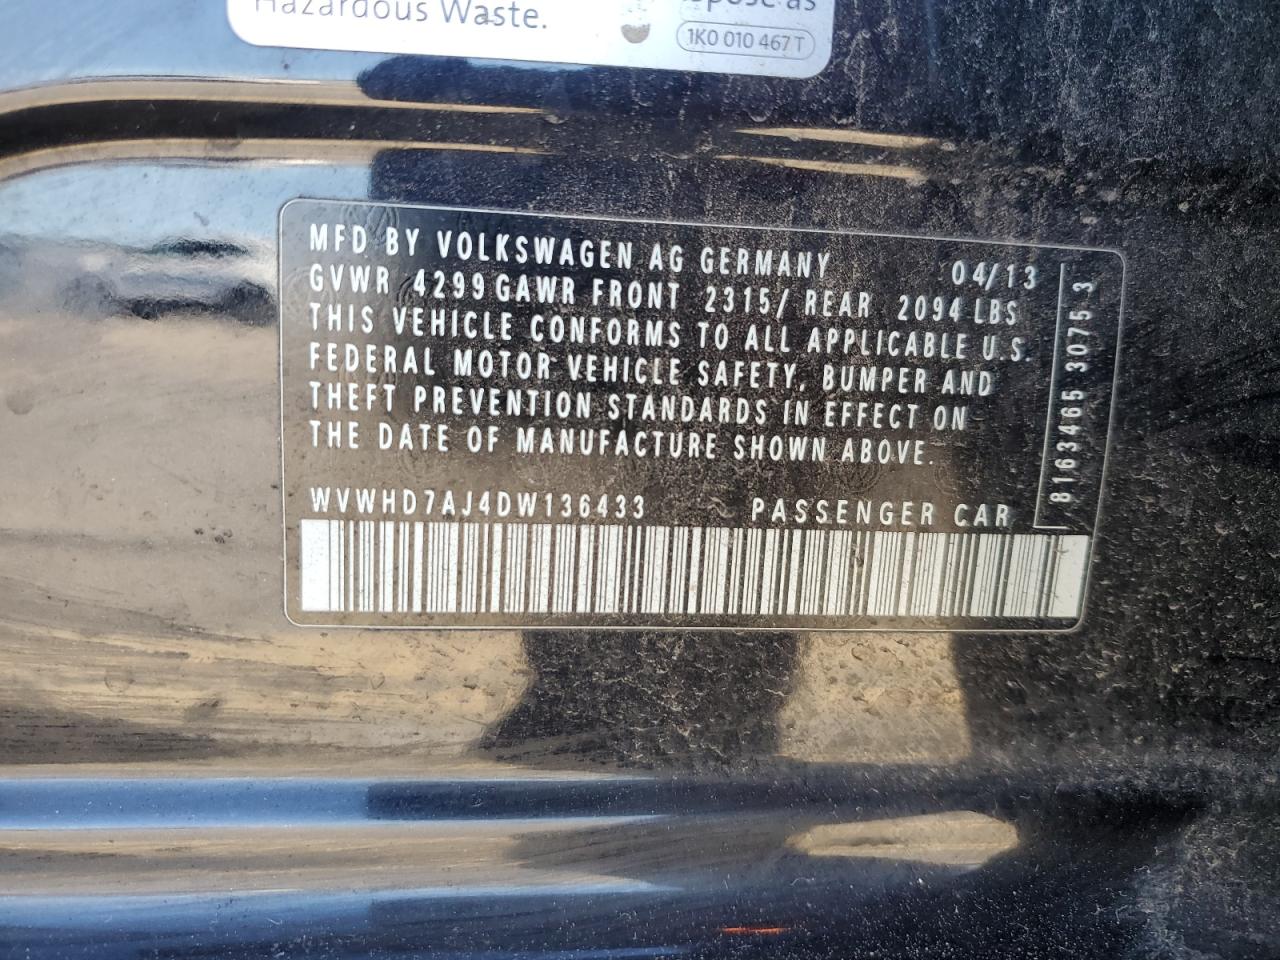 Hazardous Waste.
as
1K0 010 467 T
MFD BY VOLKSWAGEN AG GERMANY 04/13
GVWR 4299 GAWR FRONT 2315/ REAR 2094 LBS
THIS VEHICLE CONFORMS TO ALL APPLICABLE U.S.
FEDERAL MOTOR VEHICLE SAFETY, BUMPER AND
THEFT PREVENTION STANDARDS IN EFFECT ON
THE DATE OF MANUFACTURE SHOWN ABOVE.
WVWHD7AJ4DW136433 PASSENGER CAR
8163465 3075 3